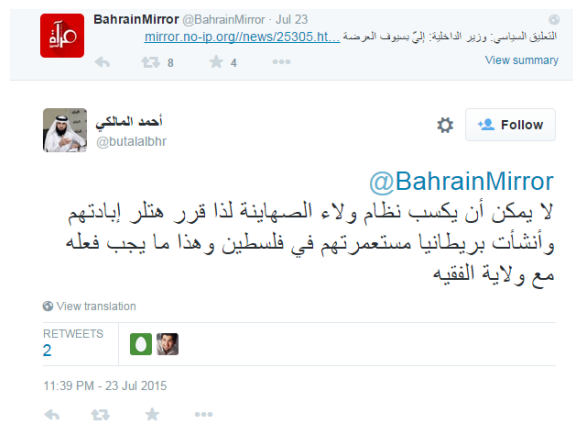 BahrainMirror @BahrainMirror · Jul 23
التعليق السياسي: وزير الداخلية: إليّ بسيوف العرضة mirror.no-ip.org//news/25305.ht...
8 4
View summary
مرآة
أحمد المالكي
@butalalbhr
Follow
@BahrainMirror
لا يمكن أن يكسب نظام ولاء الصهاينة لذا قرر هتلر إبادتهم
وأنشأت بريطانيا مستعمرتهم في فلسطين وهذا ما يجب فعله
مع ولاية الفقيه
View translation
RETWEETS
2
11:39 PM - 23 Jul 2015